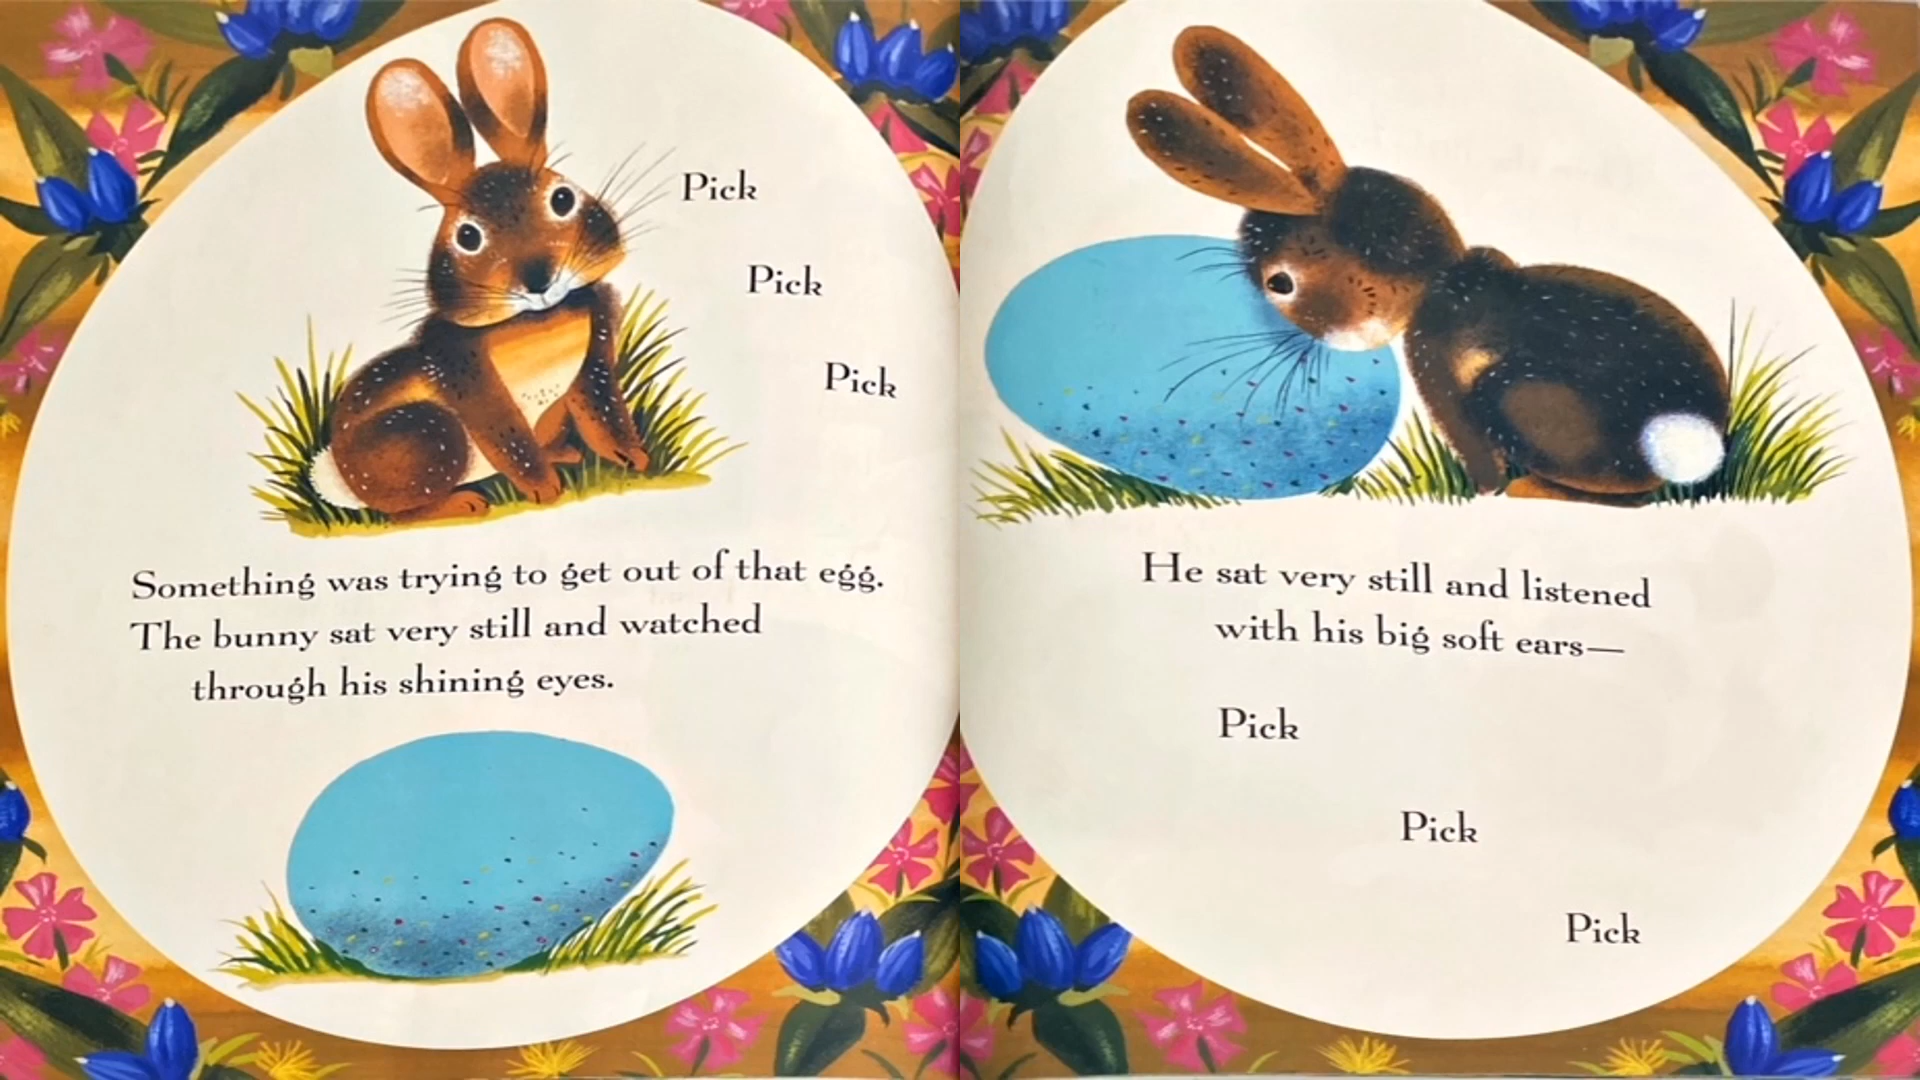 Pick
Pick
Pick
Something was trying to get out of that egg.
The bunny sat very still and watched
through his shining eyes.
He sat very still and listened
with his big soft ears—
Pick
Pick
Pick